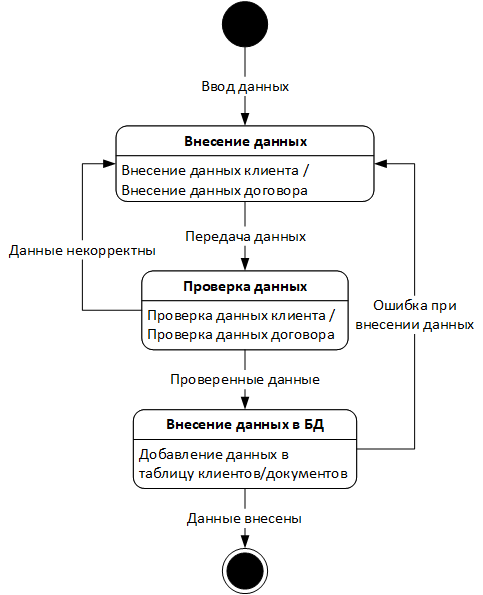 Ввод данных
Внесение данных
Внесение данных клиента /
Внесение данных договора
Передача данных
Данные некорректны
Проверка данных
Проверка данных клиента /
Проверка данных договора
Ошибка при
внесении данных
Проверенные данные
Внесение данных в БД
Добавление данных в
таблицу клиентов/документов
Данные внесены